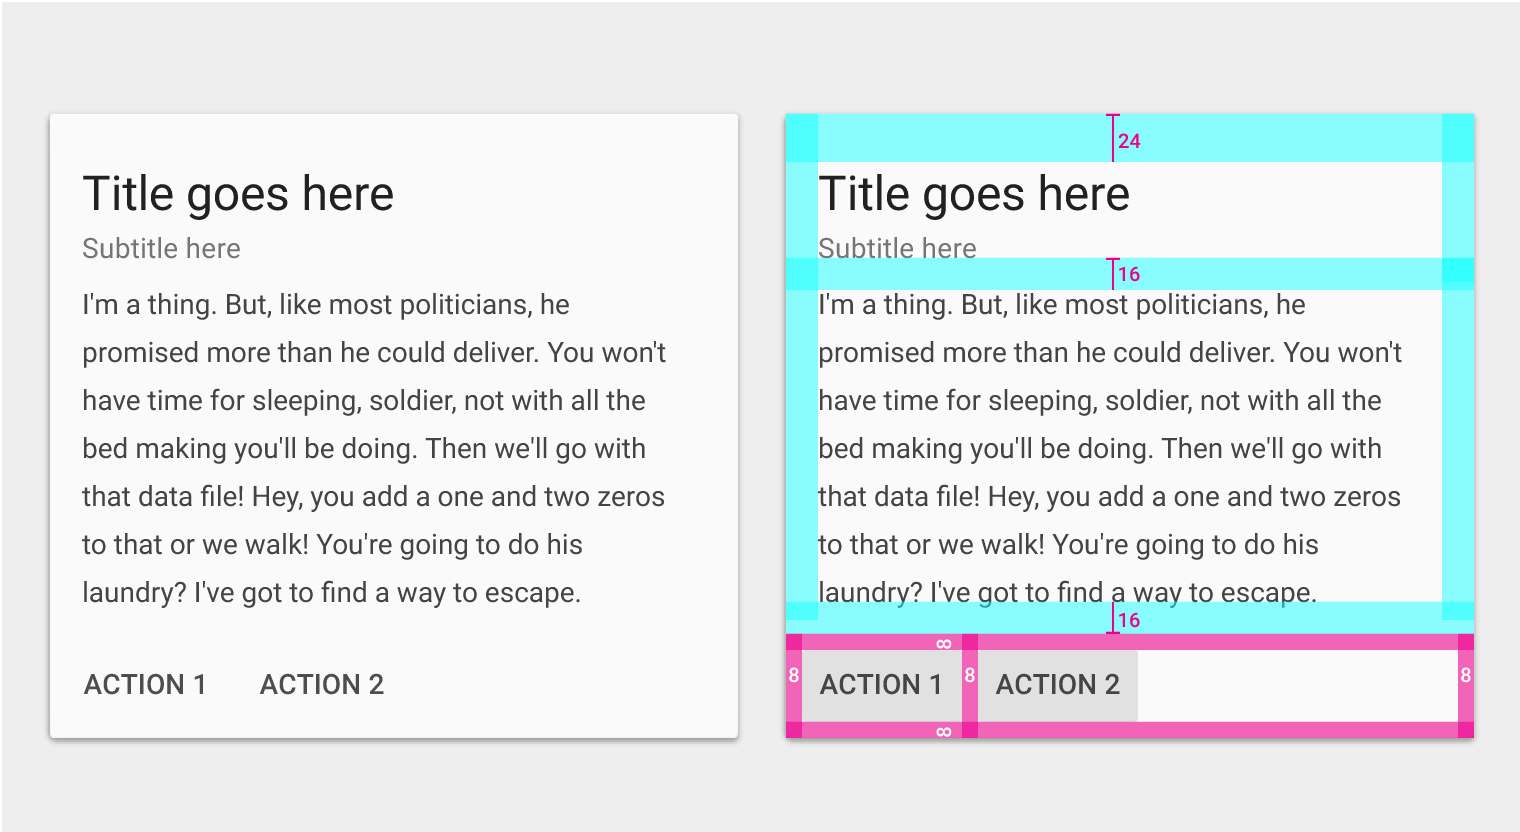 Title goes here
Subtitle here
I'm a thing. But, like most politicians, he
promised more than he could deliver. You won't
have time for sleeping, soldier, not with all the
bed making you'll be doing. Then we'll go with
that data file! Hey, you add a one and two zeros
to that or we walk! You're going to do his
laundry? I've got to find a way to escape.
ACTION 1 ACTION 2
24
Title goes here
Subtitle here
16
I'm a thing. But, like most politicians, he
promised more than he could deliver. You won't
have time for sleeping, soldier, not with all the
bed making you'll be doing. Then we'll go with
that data file! Hey, you add a one and two zeros
to that or we walk! You're going to do his
laundry? I've got to find a way to escape.
16
8
8 ACTION 1 8 ACTION 2 8
8